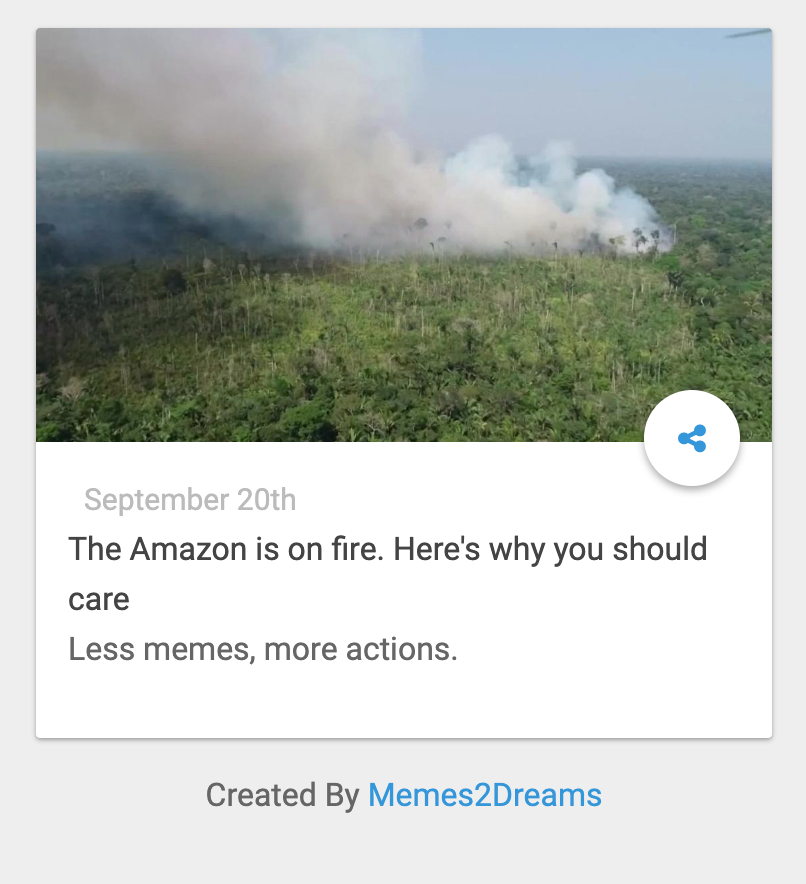 September 20th
The Amazon is on fire. Here's why you should
care
Less memes, more actions.
Created By Memes2Dreams